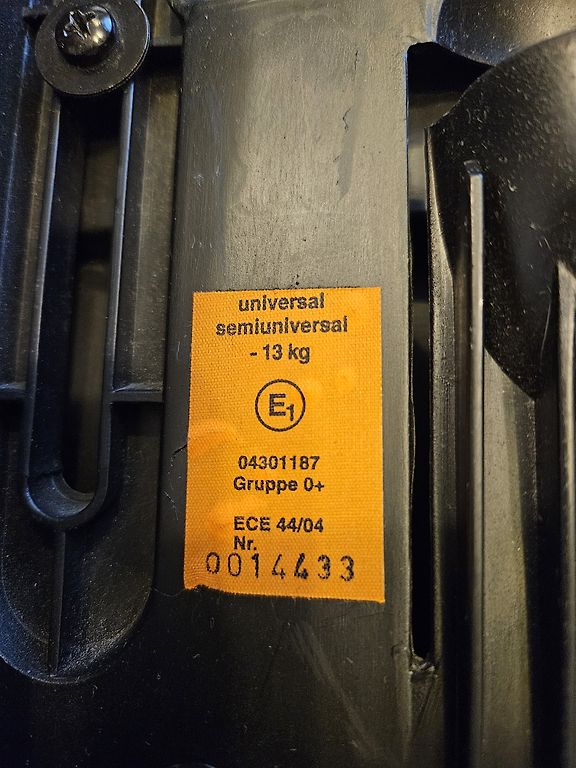 universal
semiuniversal
- 13 kg
E1
04301187
Gruppe 0+
ECE 44/04
Nr.
0014433